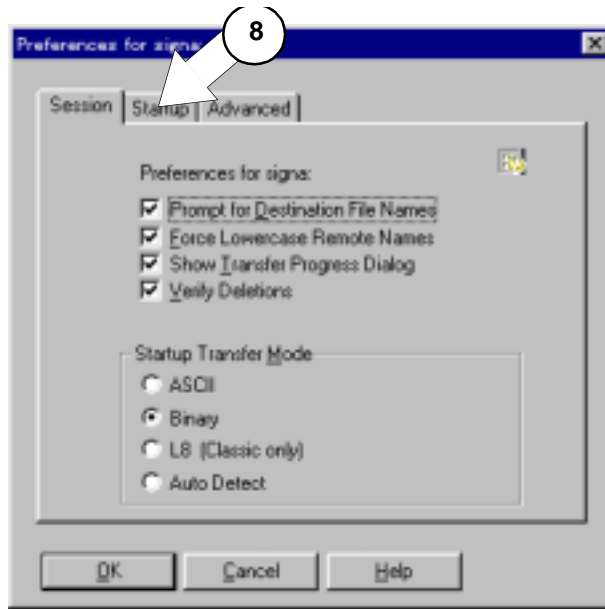 8
Preferences for signa:
Session Startup Advanced
Preferences for signa:
Prompt for Destination File Names
Force Lowercase Remote Names
Show Transfer Progress Dialog
Verify Deletions
Startup Transfer Mode
ASCII
Binary
L8 (Classic only)
Auto Detect
OK Cancel Help